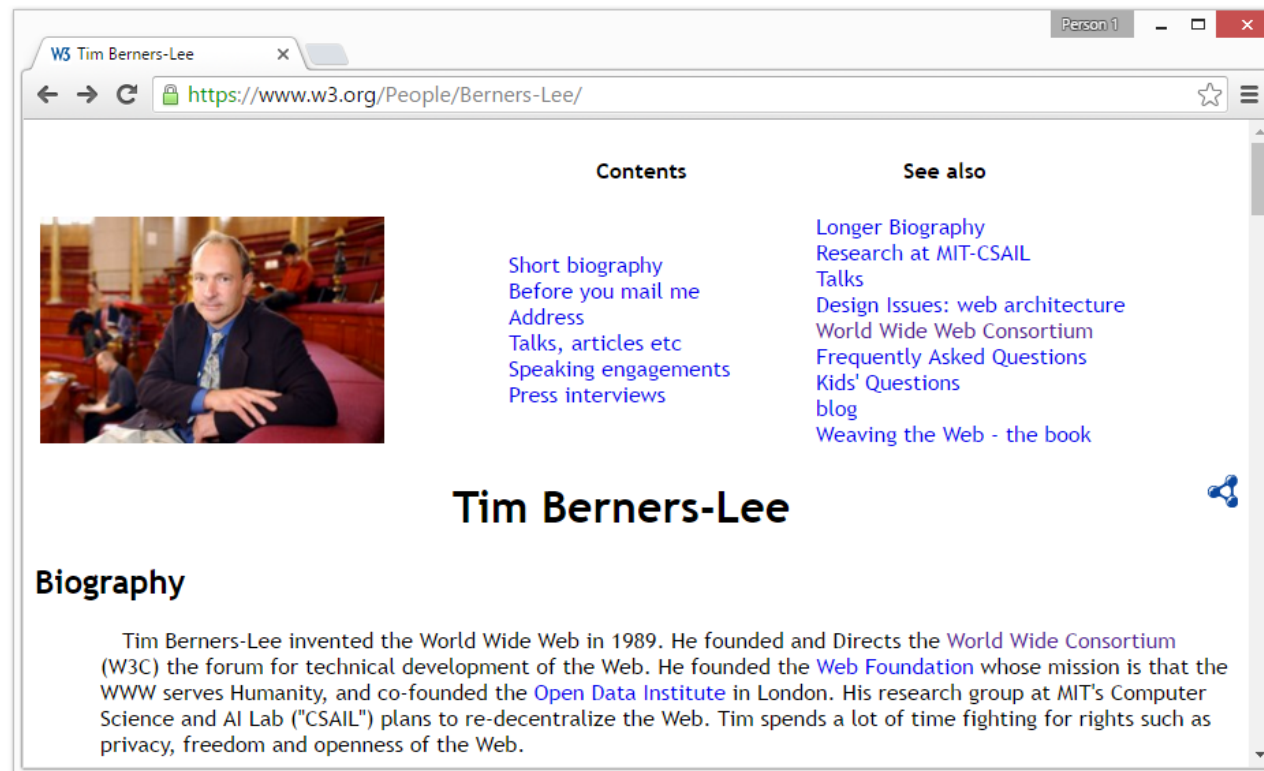 Person 1
W3 Tim Berners-Lee
https://www.w3.org/People/Berners-Lee/
Contents
Short biography
Before you mail me
Address
Talks, articles etc
Speaking engagements
Press interviews
See also
Longer Biography
Research at MIT-CSAIL
Talks
Design Issues: web architecture
World Wide Web Consortium
Frequently Asked Questions
Kids' Questions
blog
Weaving the Web - the book
Tim Berners-Lee
Biography
Tim Berners-Lee invented the World Wide Web in 1989. He founded and Directs the World Wide Consortium
(W3C) the forum for technical development of the Web. He founded the Web Foundation whose mission is that the
WWW serves Humanity, and co-founded the Open Data Institute in London. His research group at MIT's Computer
Science and AI Lab ("CSAIL") plans to re-decentralize the Web. Tim spends a lot of time fighting for rights such as
privacy, freedom and openness of the Web.